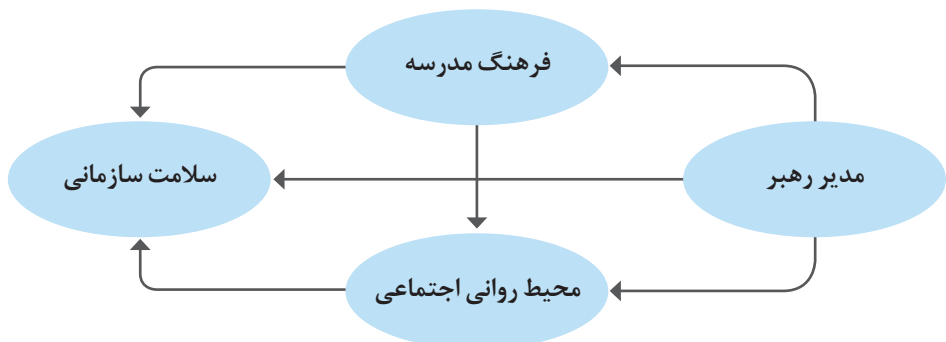 فرهنگ مدرسه
مدیر رهبر
سلامت سازمانی
محیط روانی اجتماعی